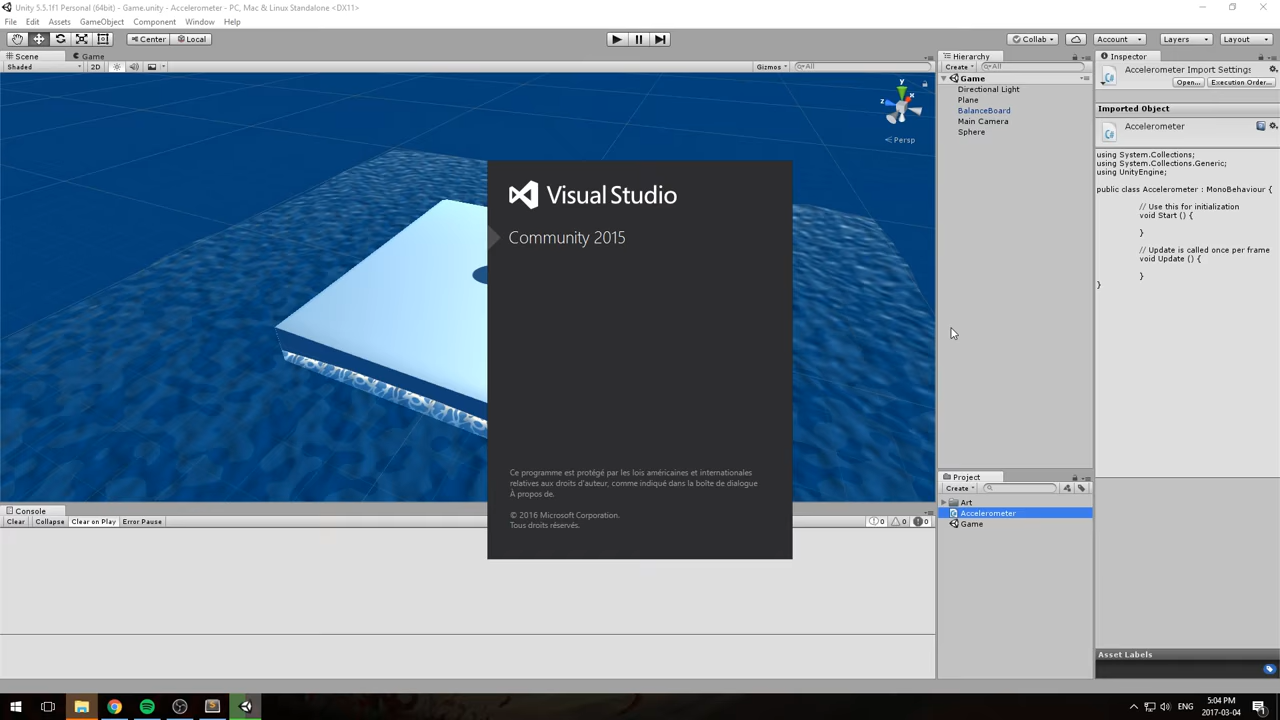 Unity 5.5.1f1 Personal (64bit) - Game.unity - Accelerometer - PC, Mac & Linux Standalone <DX11>
File Edit Assets GameObject Component Window Help
Center Local Collab Account Layers Layout
Scene Game
Shaded 2D Gizmos All
y x z
Persp
Hierarchy
Create All
Game
Directional Light
Plane
BalanceBoard
Main Camera
Sphere
Inspector
Accelerometer Import Settings
Open... Execution Order...
Imported Object
Accelerometer
using System.Collections;
using System.Collections.Generic;
using UnityEngine;
public class Accelerometer : MonoBehaviour {
// Use this for initialization
void Start () {
}
// Update is called once per frame
void Update () {
}
}
Visual Studio
Community 2015
Ce programme est protégé par les lois américaines et internationales
relatives aux droits d'auteur, comme indiqué dans la boîte de dialogue
À propos de.
© 2016 Microsoft Corporation.
Tous droits réservés.
Project
Create
Art
Accelerometer
Game
Console
Clear Collapse Clear on Play Error Pause 0 0 0
Asset Labels
ENG 5:04 PM
2017-03-04
1